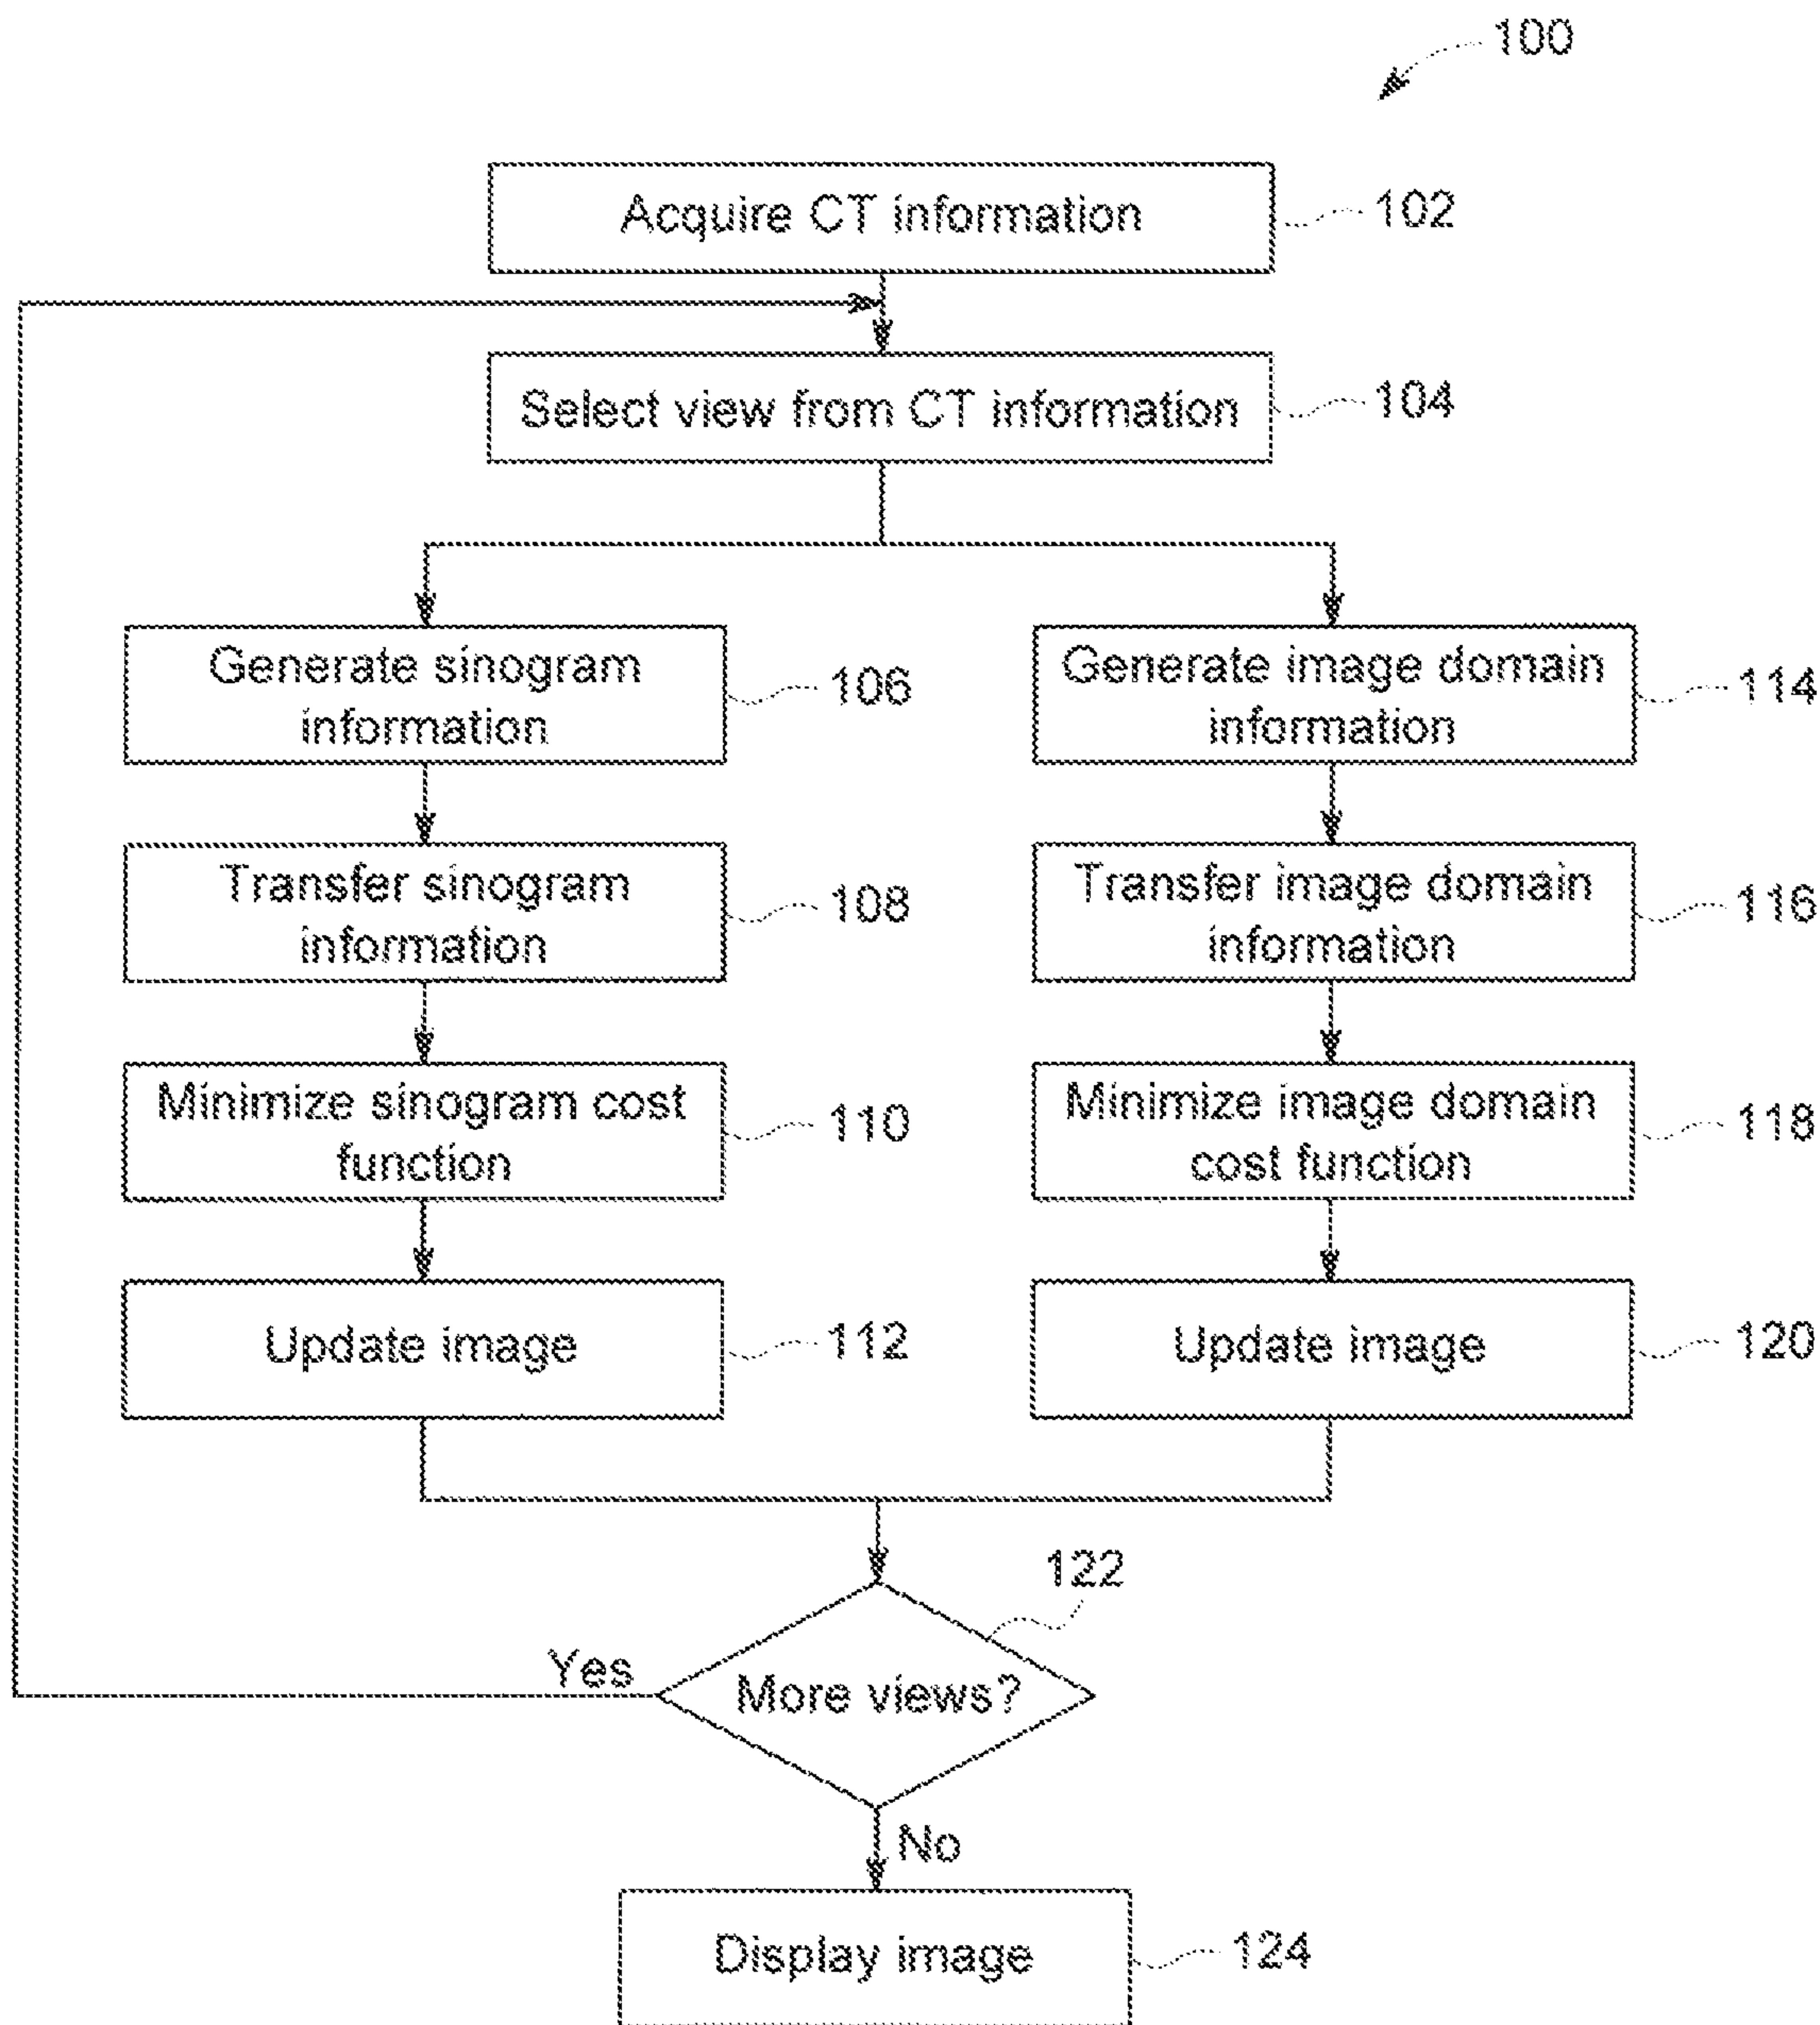 100
Acquire CT information
102
Select view from CT information
104
Generate sinogram
information
106
Generate image domain
information
114
Transfer sinogram
information
108
Transfer image domain
information
116
Minimize sinogram cost
function
110
Minimize image domain
cost function
118
Update image
112
Update image
120
122
Yes
More views?
No
Display image
124